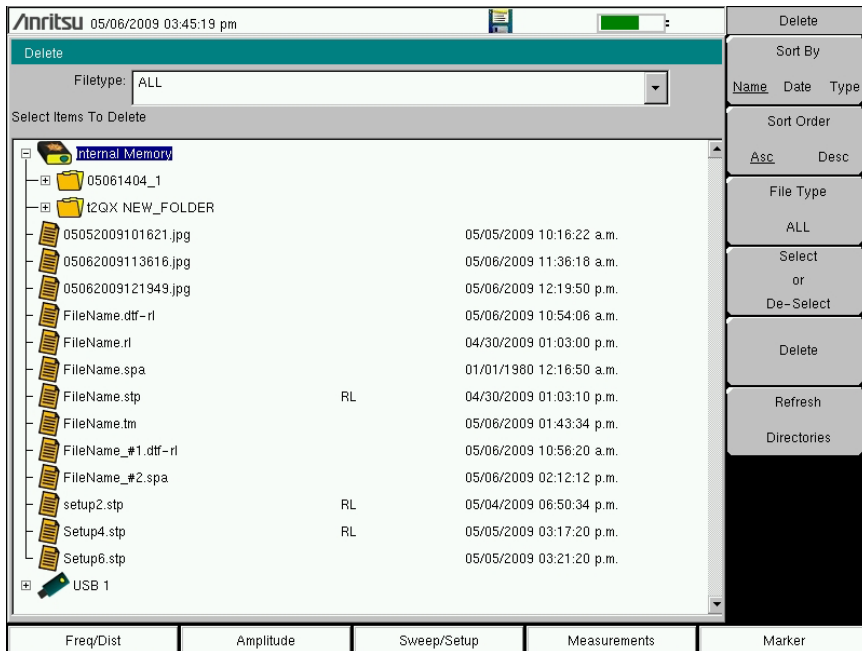 Anritsu 05/06/2009 03:45:19 pm
Delete
Filetype: ALL
Select Items To Delete
Internal Memory
05061404_1
t2QX NEW_FOLDER
05052009101621.jpg 05/05/2009 10:16:22 a.m.
05062009113616.jpg 05/06/2009 11:36:18 a.m.
05062009121949.jpg 05/06/2009 12:19:50 p.m.
FileName.dtf-rl 05/06/2009 10:54:06 a.m.
FileName.rl 04/30/2009 01:03:00 p.m.
FileName.spa 01/01/1980 12:16:50 a.m.
FileName.stp RL 04/30/2009 01:03:10 p.m.
FileName.tm 05/06/2009 01:43:34 p.m.
FileName_#1.dtf-rl 05/06/2009 10:56:20 a.m.
FileName_#2.spa 05/06/2009 02:12:12 p.m.
setup2.stp RL 05/04/2009 06:50:34 p.m.
Setup4.stp RL 05/05/2009 03:17:20 p.m.
Setup6.stp 05/05/2009 03:21:20 p.m.
USB 1
Delete
Sort By
Name Date Type
Sort Order
Asc Desc
File Type
ALL
Select
or
De-Select
Delete
Refresh
Directories
Freq/Dist Amplitude Sweep/Setup Measurements Marker